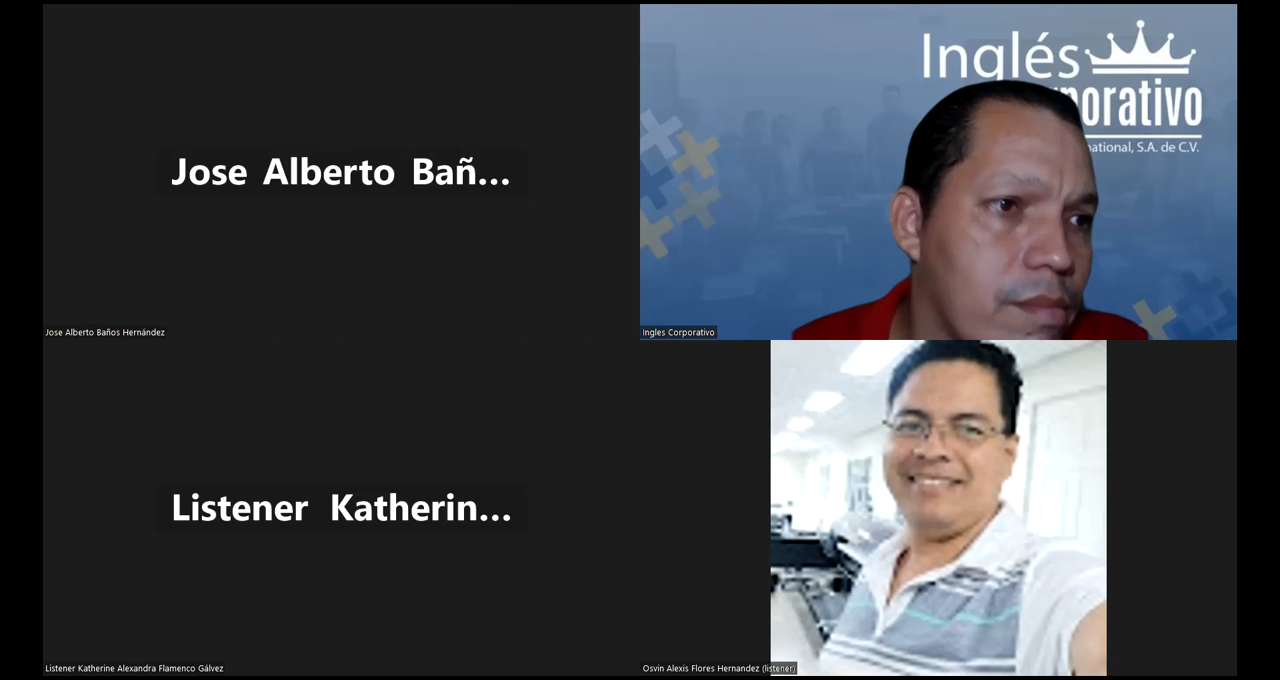 Jose Alberto Bañ...
Jose Alberto Baños Hernández
Inglés
porativo
national, S.A. de C.V.
Ingles Corporativo
Listener Katherin...
Listener Katherine Alexandra Flamenco Gálvez
Osvin Alexis Flores Hernandez (listener)